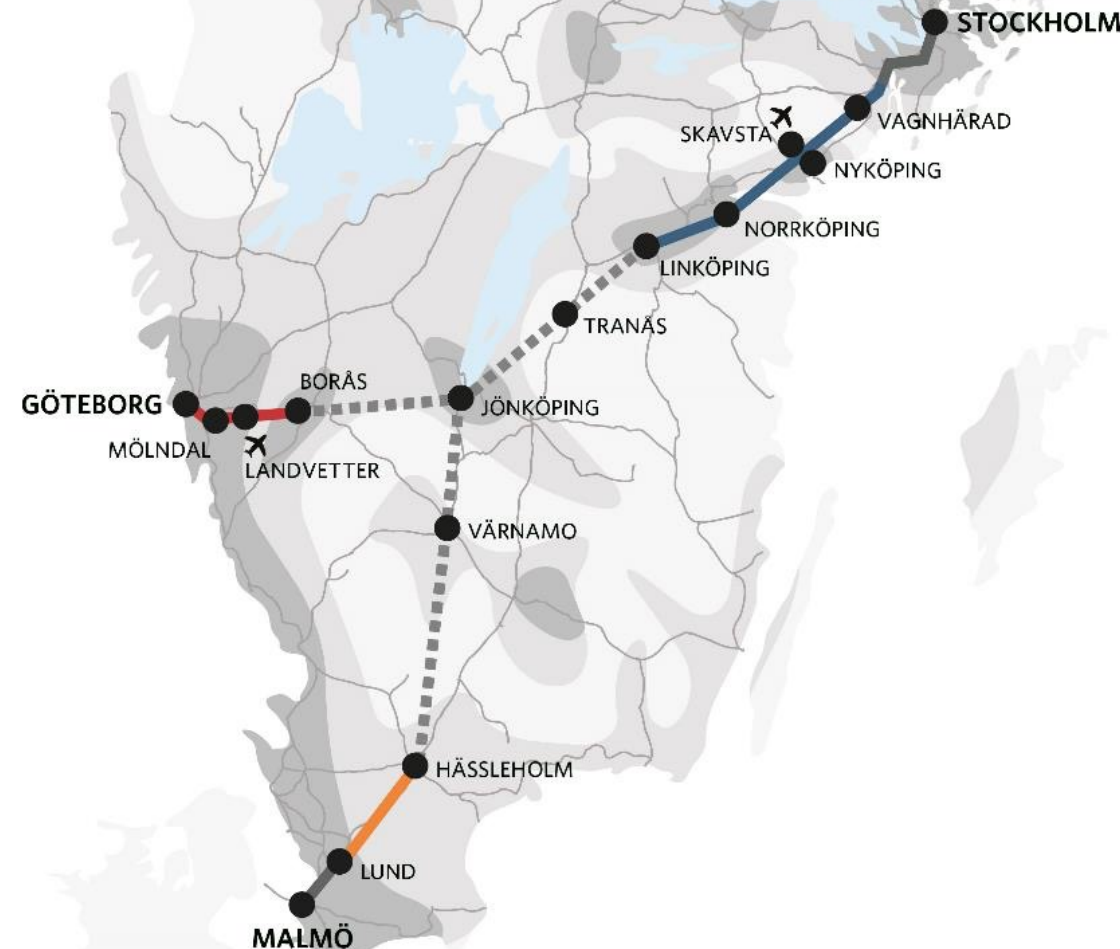 STOCKHOLM
VAGNHÄRAD
SKAVSTA
NYKÖPING
NORRKÖPING
LINKÖPING
TRANÅS
BORÅS
GÖTEBORG
JÖNKÖPING
MÖLNDAL
LANDVETTER
VÄRNAMO
HÄSSLEHOLM
LUND
MALMÖ